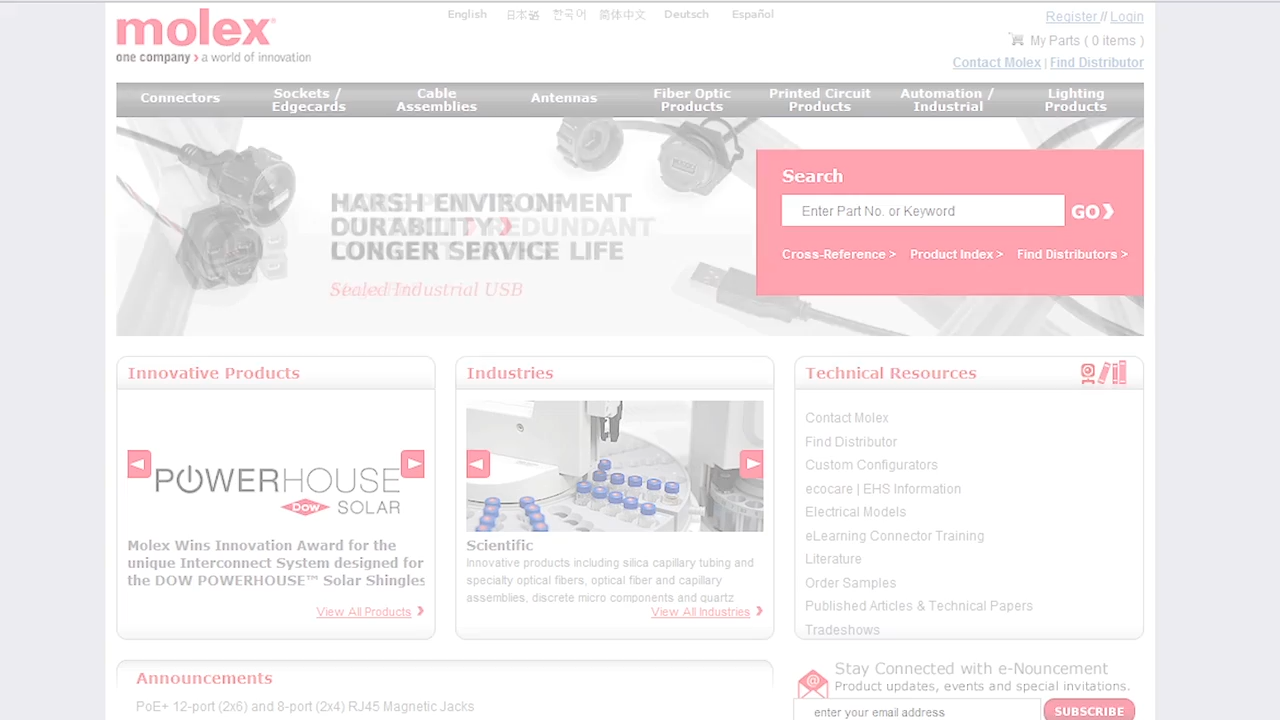 molex
one company > a world of innovation
English 日本語 한국어 简体中文 Deutsch Español
Register // Login
My Parts ( 0 items )
Contact Molex | Find Distributor
Connectors
Sockets /
Edgecards
Cable
Assemblies
Antennas
Fiber Optic
Products
Printed Circuit
Products
Automation /
Industrial
Lighting
Products
HARSH ENVIRONMENT
DURABILITY REDUNDANT
LONGER SERVICE LIFE
Sealed Industrial USB
Search
Enter Part No. or Keyword
GO
Cross-Reference > Product Index > Find Distributors >
Innovative Products
POWERHOUSE
Dow SOLAR
Molex Wins Innovation Award for the
unique Interconnect System designed for
the DOW POWERHOUSE™ Solar Shingles
View All Products
Industries
Scientific
Innovative products including silica capillary tubing and
specialty optical fibers, optical fiber and capillary
assemblies, discrete micro components and quartz
View All Industries
Technical Resources
Contact Molex
Find Distributor
Custom Configurators
ecocare | EHS Information
Electrical Models
eLearning Connector Training
Literature
Order Samples
Published Articles & Technical Papers
Tradeshows
Announcements
PoE+ 12-port (2x6) and 8-port (2x4) RJ45 Magnetic Jacks
Stay Connected with e-Nouncement
Product updates, events and special invitations.
enter your email address
SUBSCRIBE